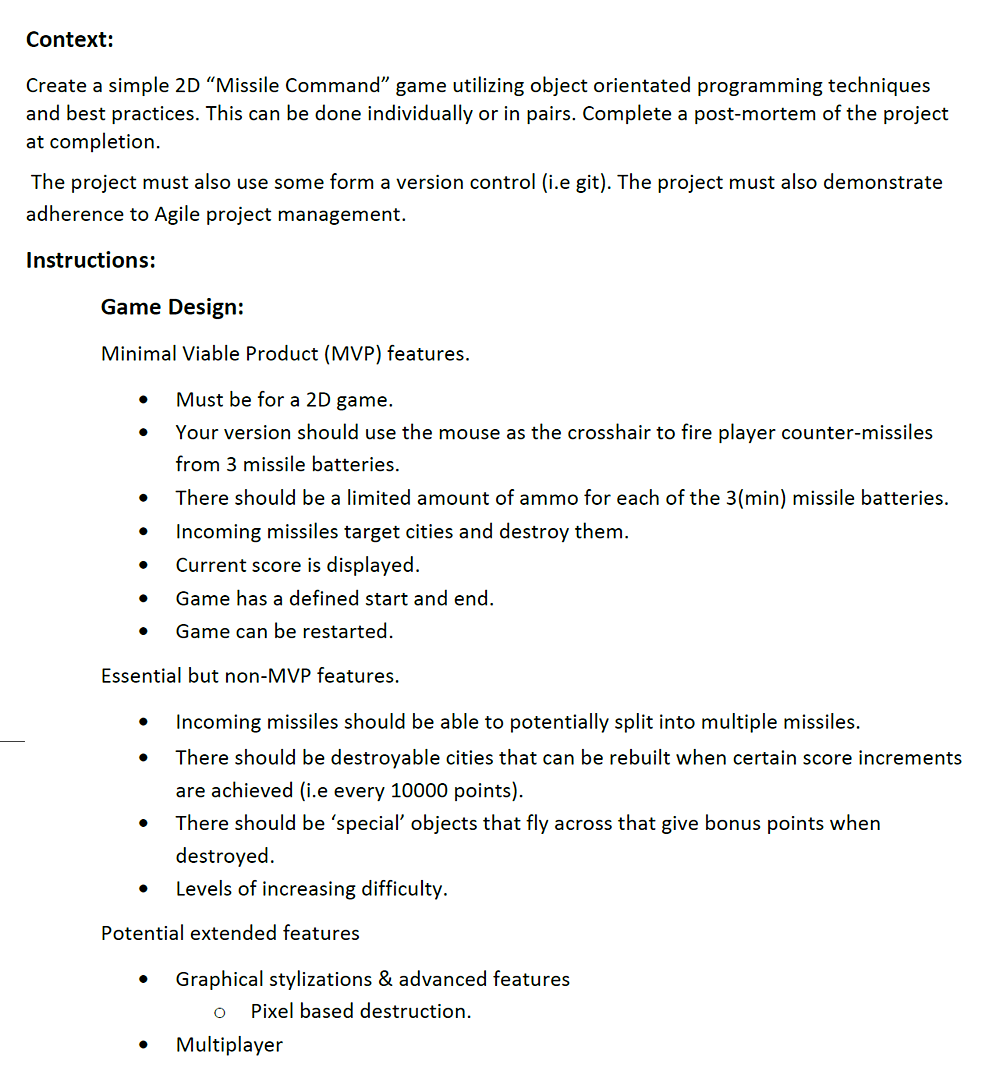 Context:
Create a simple 2D “Missile Command” game utilizing object orientated programming techniques
and best practices. This can be done individually or in pairs. Complete a post-mortem of the project
at completion.
The project must also use some form a version control (i.e git). The project must also demonstrate
adherence to Agile project management.
Instructions:
Game Design:
Minimal Viable Product (MVP) features.
• Must be for a 2D game.
• Your version should use the mouse as the crosshair to fire player counter-missiles
from 3 missile batteries.
• There should be a limited amount of ammo for each of the 3(min) missile batteries.
• Incoming missiles target cities and destroy them.
• Current score is displayed.
• Game has a defined start and end.
• Game can be restarted.
Essential but non-MVP features.
• Incoming missiles should be able to potentially split into multiple missiles.
• There should be destroyable cities that can be rebuilt when certain score increments
are achieved (i.e every 10000 points).
• There should be ‘special’ objects that fly across that give bonus points when
destroyed.
• Levels of increasing difficulty.
Potential extended features
• Graphical stylizations & advanced features
o Pixel based destruction.
• Multiplayer